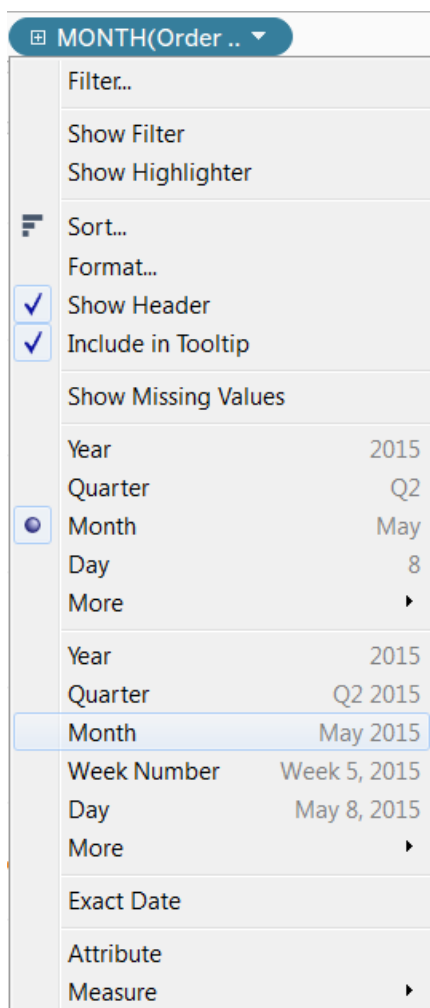 MONTH(Order ..
Filter...
Show Filter
Show Highlighter
Sort...
Format...
Show Header
Include in Tooltip
Show Missing Values
Year 2015
Quarter Q2
Month May
Day 8
More
Year 2015
Quarter Q2 2015
Month May 2015
Week Number Week 5, 2015
Day May 8, 2015
More
Exact Date
Attribute
Measure